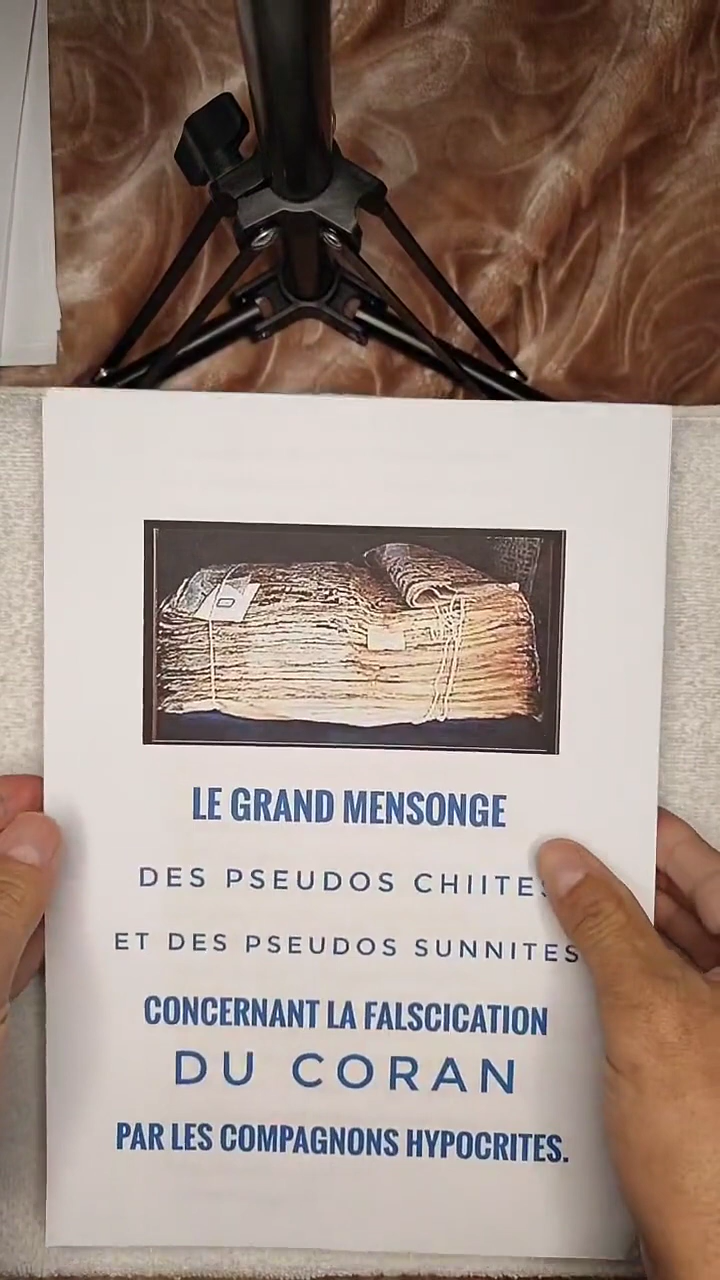 LE GRAND MENSONGE
DES PSEUDOS CHIITES
ET DES PSEUDOS SUNNITES
CONCERNANT LA FALSCICATION
DU CORAN
PAR LES COMPAGNONS HYPOCRITES.